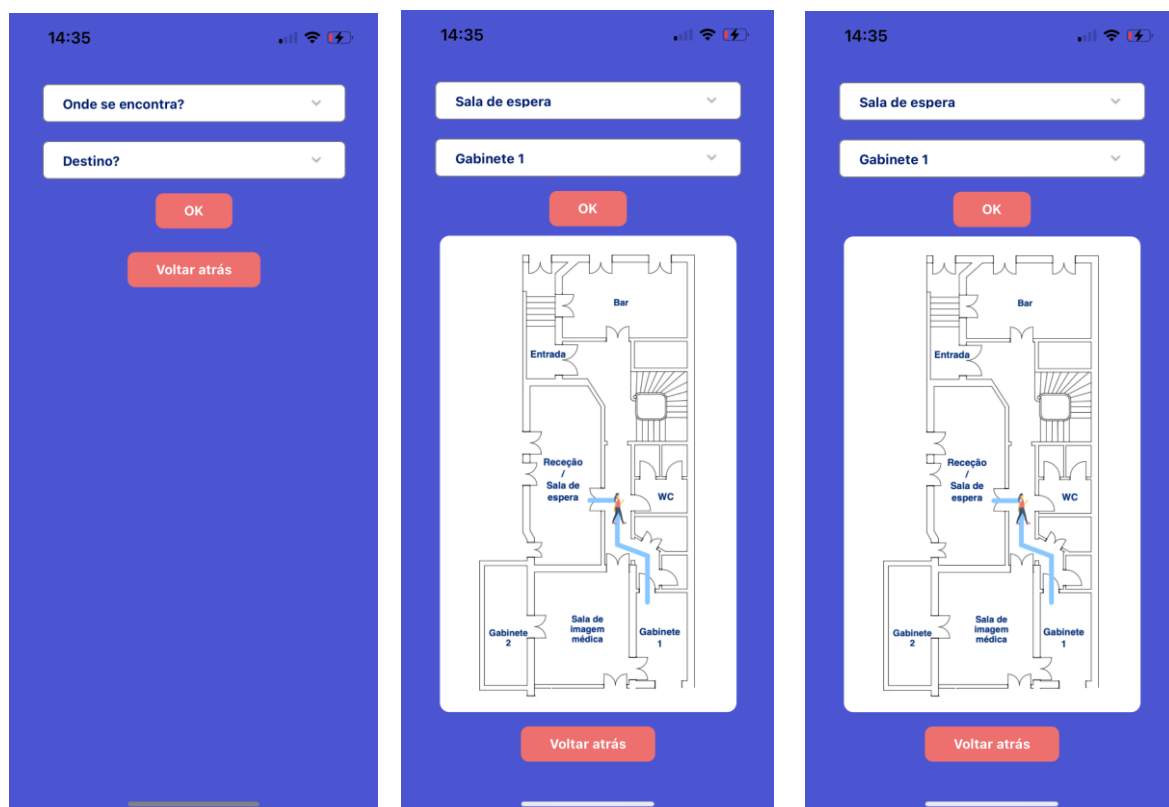 14:35
Onde se encontra?
Destino?
OK
Voltar atrás
14:35
Sala de espera
Gabinete 1
OK
Bar
Entrada
Receção
/
Sala de
espera
WC
Sala de
imagem
médica
Gabinete
2
Gabinete
1
Voltar atrás
14:35
Sala de espera
Gabinete 1
OK
Bar
Entrada
Receção
/
Sala de
espera
WC
Sala de
imagem
médica
Gabinete
2
Gabinete
1
Voltar atrás